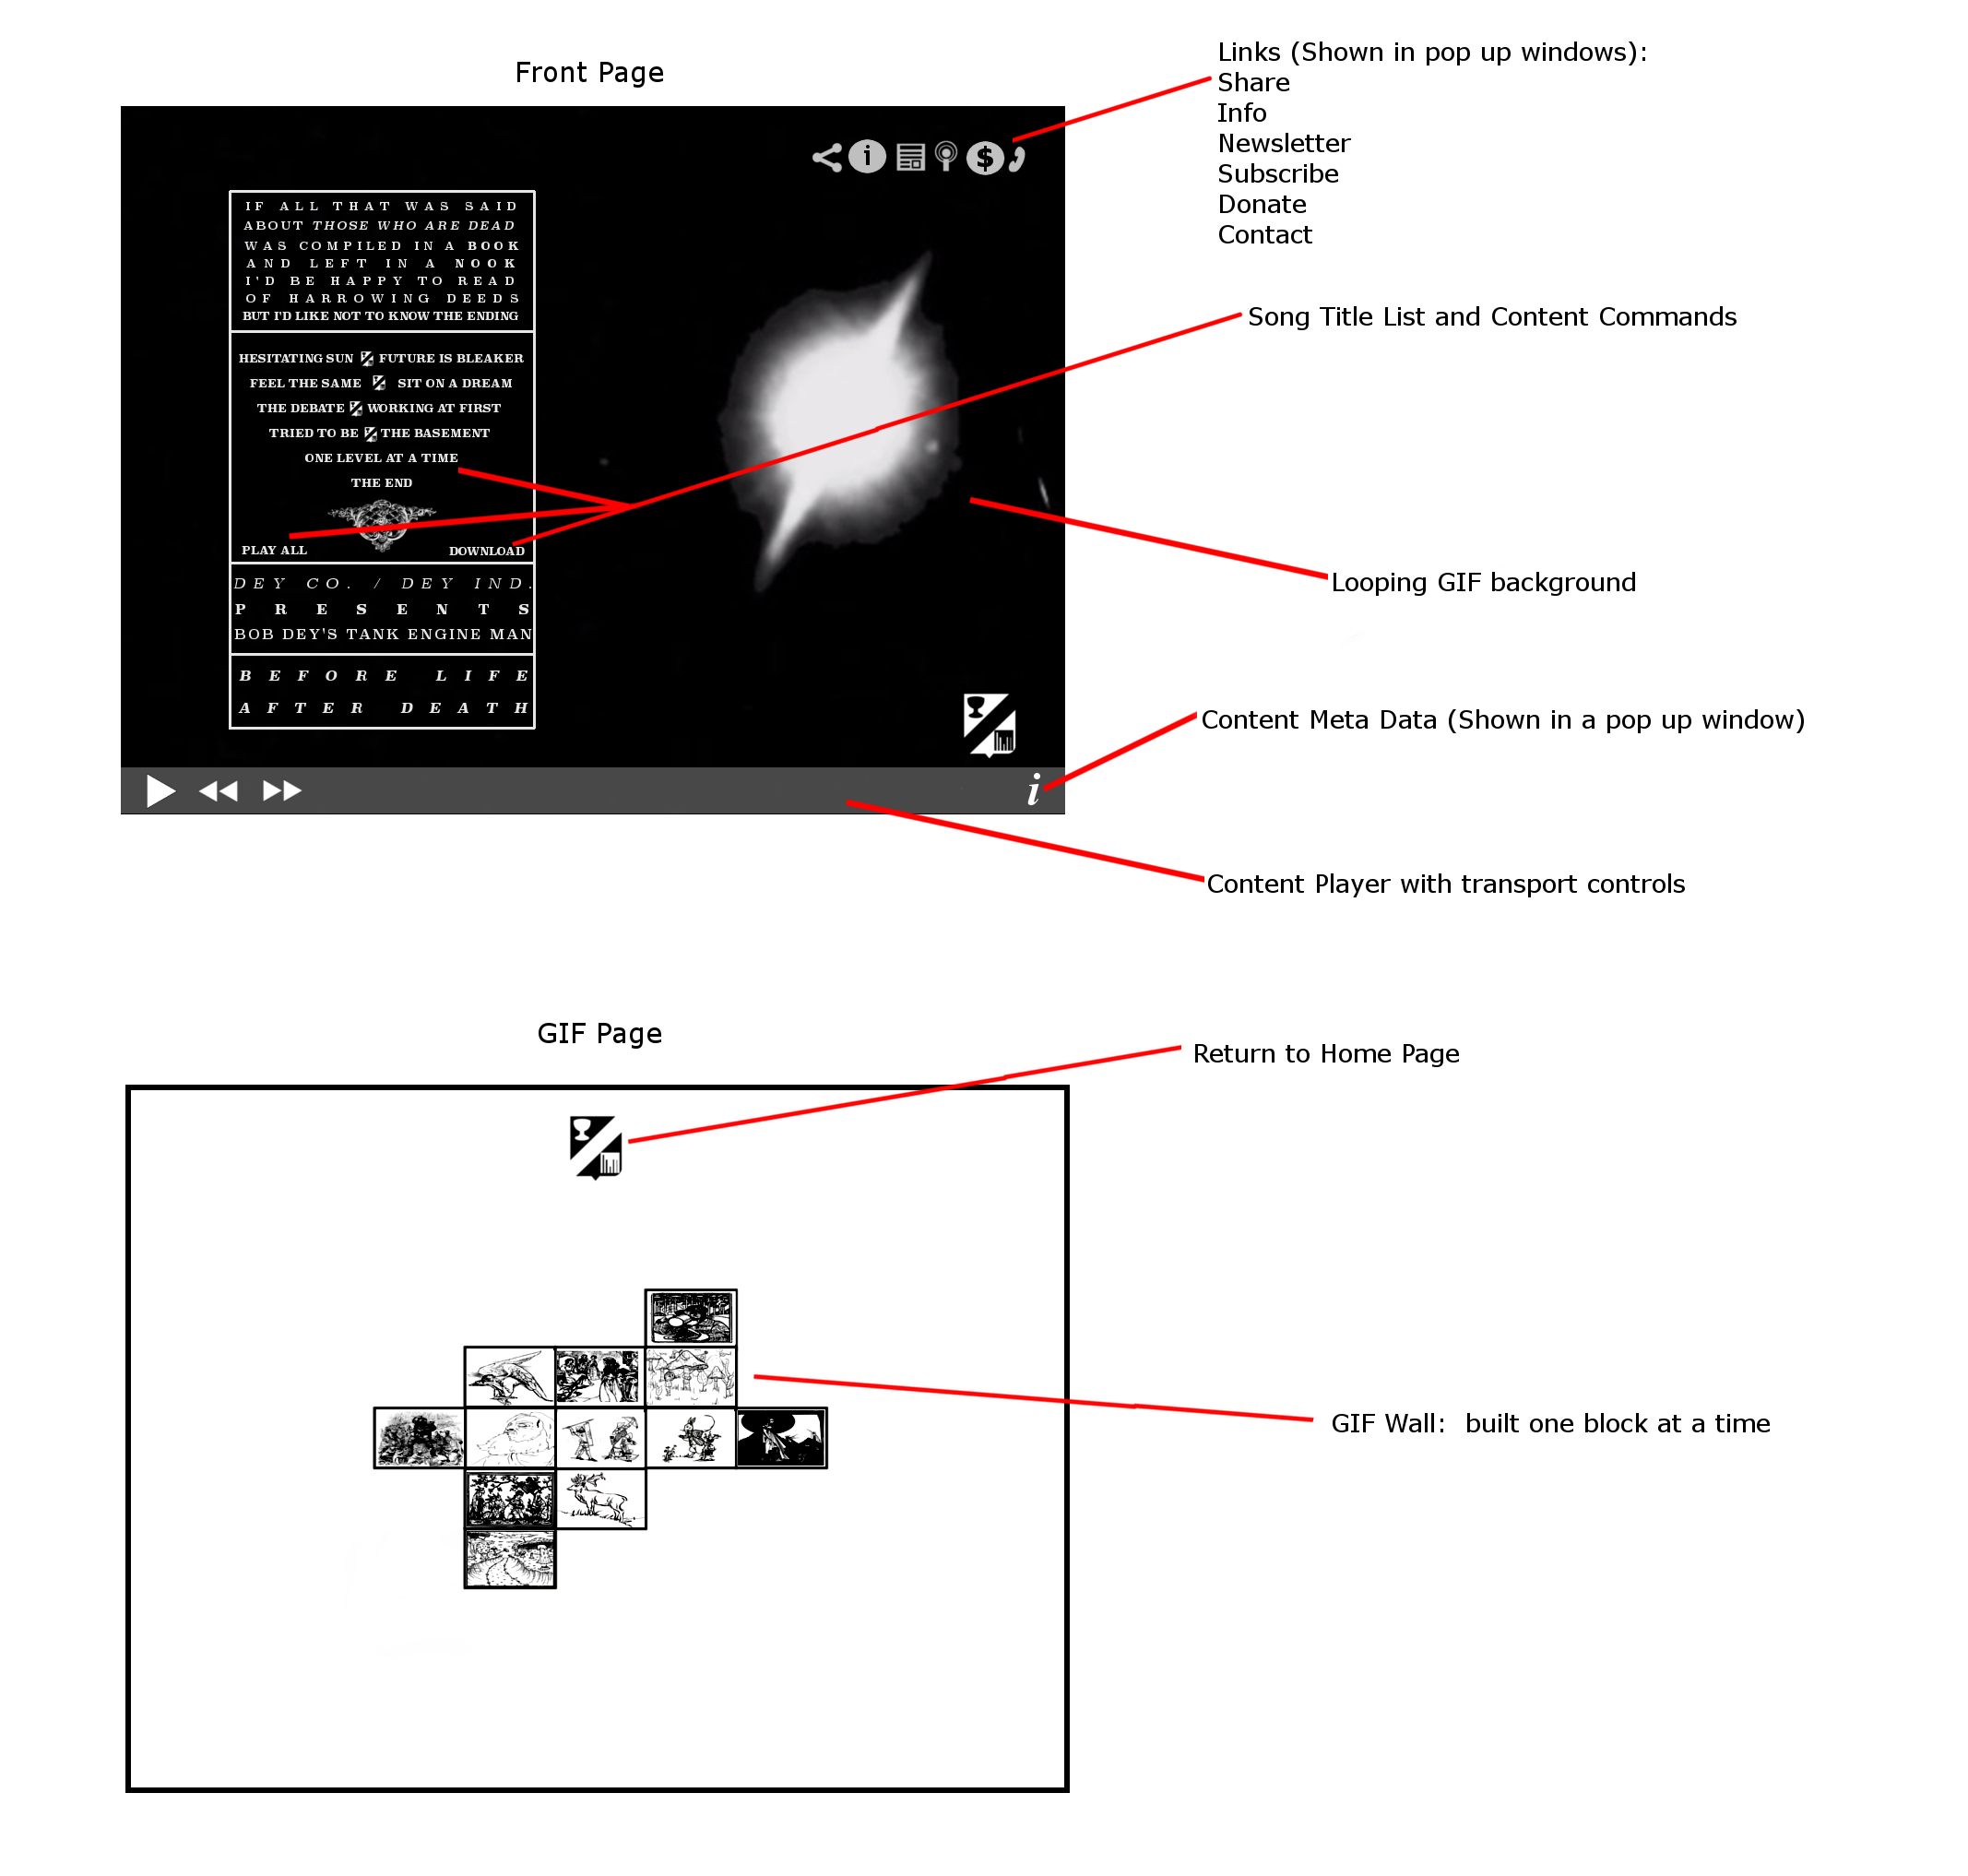 Front Page
Links (Shown in pop up windows):
Share
Info
Newsletter
Subscribe
Donate
Contact
IF ALL THAT WAS SAID
ABOUT THOSE WHO ARE DEAD
WAS COMPILED IN A BOOK
AND LEFT IN A NOOK
I'D BE HAPPY TO READ
OF HARROWING DEEDS
BUT I'D LIKE NOT TO KNOW THE ENDING
Song Title List and Content Commands
HESITATING SUN FUTURE IS BLEAKER
FEEL THE SAME SIT ON A DREAM
THE DEBATE WORKING AT FIRST
TRIED TO BE THE BASEMENT
ONE LEVEL AT A TIME
THE END
PLAY ALL DOWNLOAD
DEY CO. / DEY IND.
PRESENTS
BOB DEY'S TANK ENGINE MAN
BEFORE LIFE
AFTER DEATH
Looping GIF background
Content Meta Data (Shown in a pop up window)
i
Content Player with transport controls
GIF Page
Return to Home Page
GIF Wall: built one block at a time